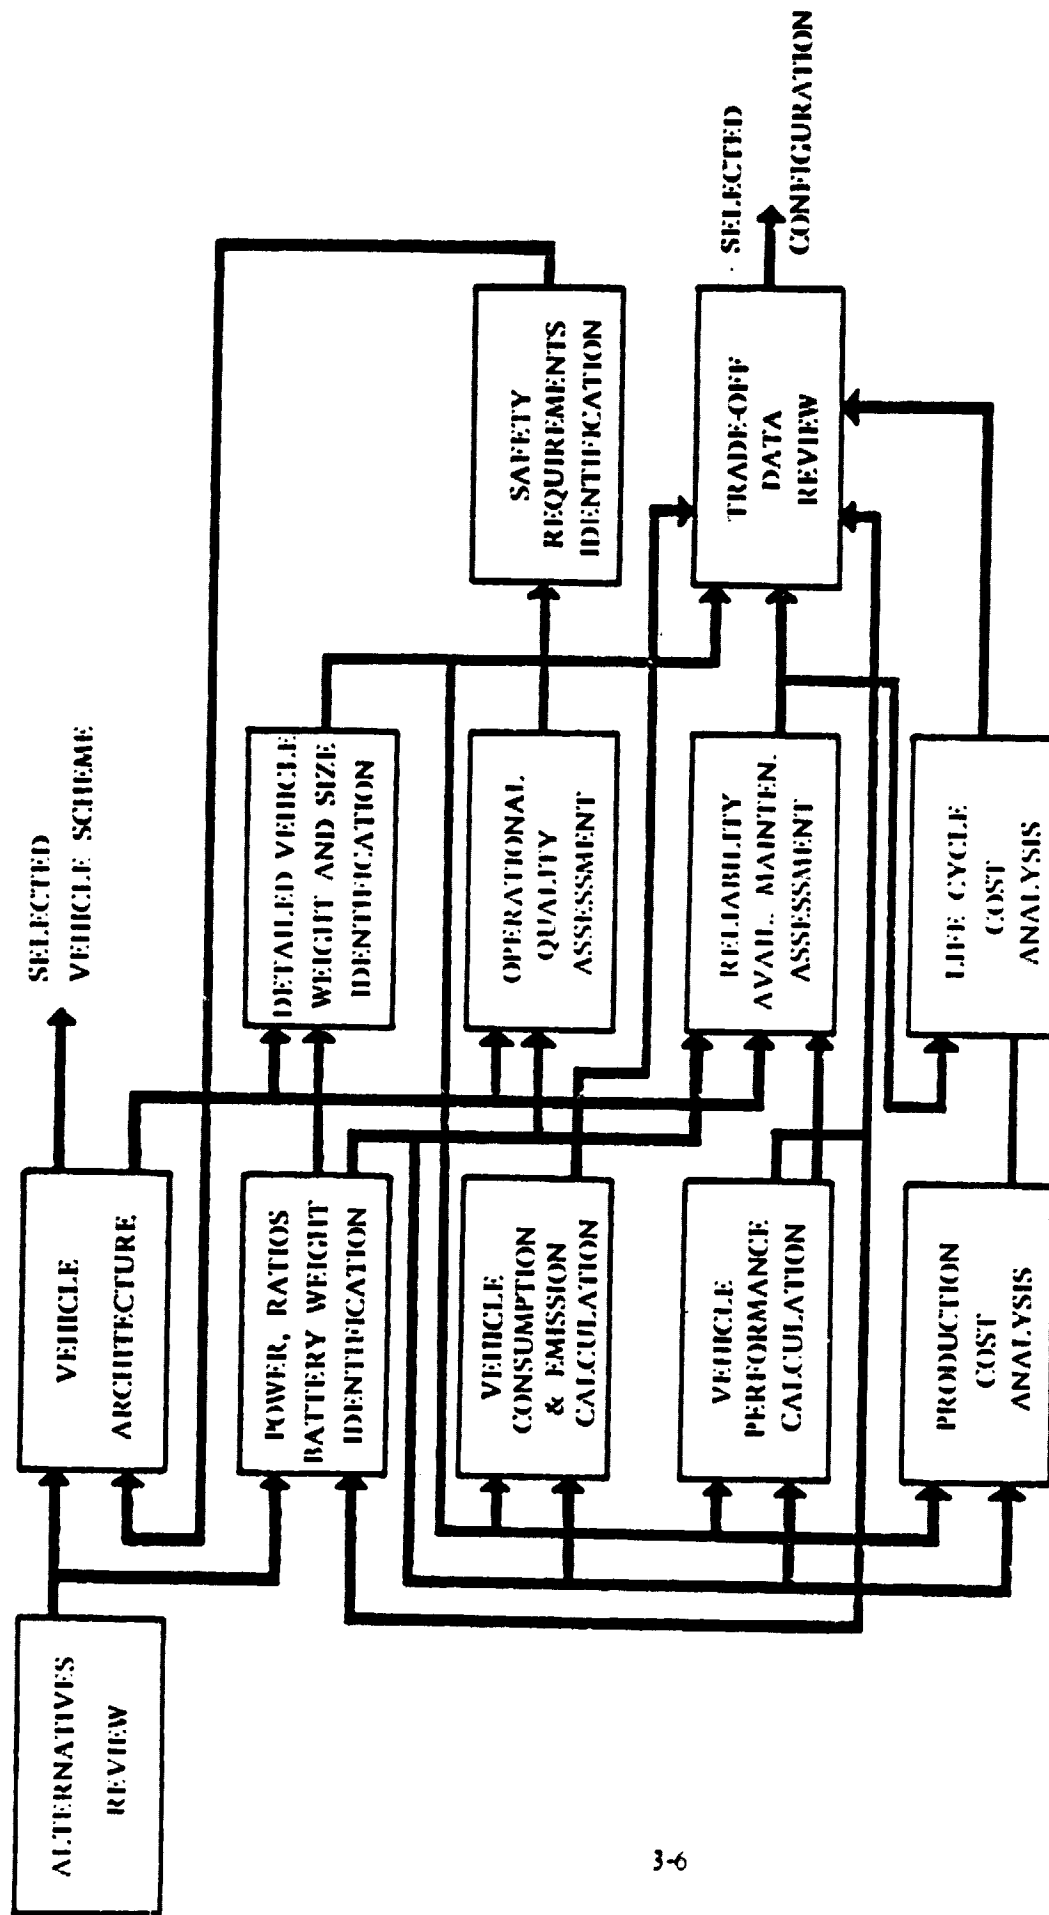 ALTERNATIVES
REVIEW
VEHICLE
ARCHITECTURE
SELECTED
VEHICLE SCHEME
POWER, RATIOS
BATTERY WEIGHT
IDENTIFICATION
DETAILED VEHICLE
WEIGHT AND SIZE
IDENTIFICATION
VEHICLE
CONSUMPTION
& EMISSION
CALCULATION
OPERATIONAL
QUALITY
ASSESSMENT
SAFETY
REQUIREMENTS
IDENTIFICATION
VEHICLE
PERFORMANCE
CALCULATION
RELIABILITY
AVAIL. MAINTEN.
ASSESSMENT
TRADE-OFF
DATA
REVIEW
SELECTED
CONFIGURATION
PRODUCTION
COST
ANALYSIS
LIFE CYCLE
COST
ANALYSIS
3-6